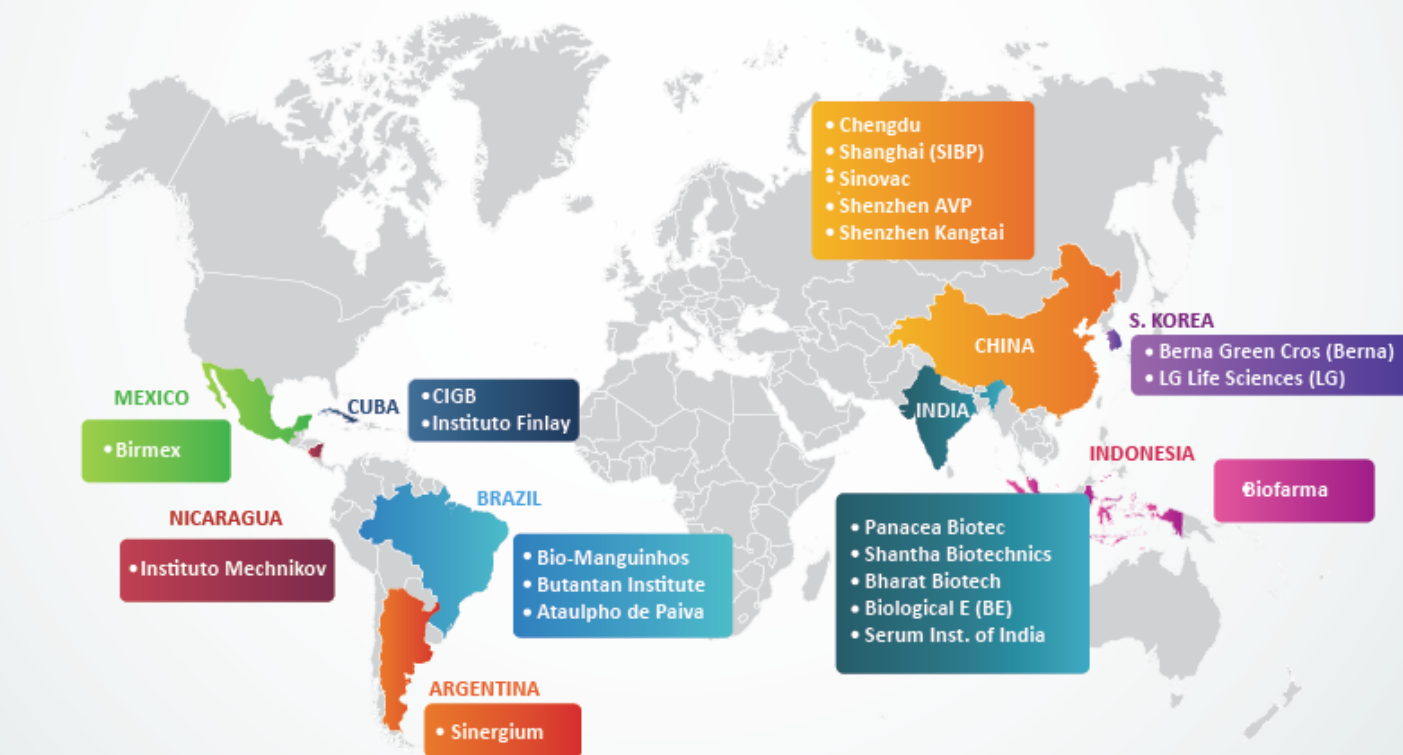 • Chengdu
• Shanghai (SIBP)
• Sinovac
• Shenzhen AVP
• Shenzhen Kangtai
CHINA
S. KOREA
• Berna Green Cros (Berna)
• LG Life Sciences (LG)
MEXICO
• Birmex
CUBA
•CIGB
•Instituto Finlay
INDIA
INDONESIA
•Biofarma
NICARAGUA
•Instituto Mechnikov
BRAZIL
• Bio-Manguinhos
• Butantan Institute
• Ataulpho de Paiva
• Panacea Biotec
• Shantha Biotechnics
• Bharat Biotech
• Biological E (BE)
• Serum Inst. of India
ARGENTINA
• Sinergium